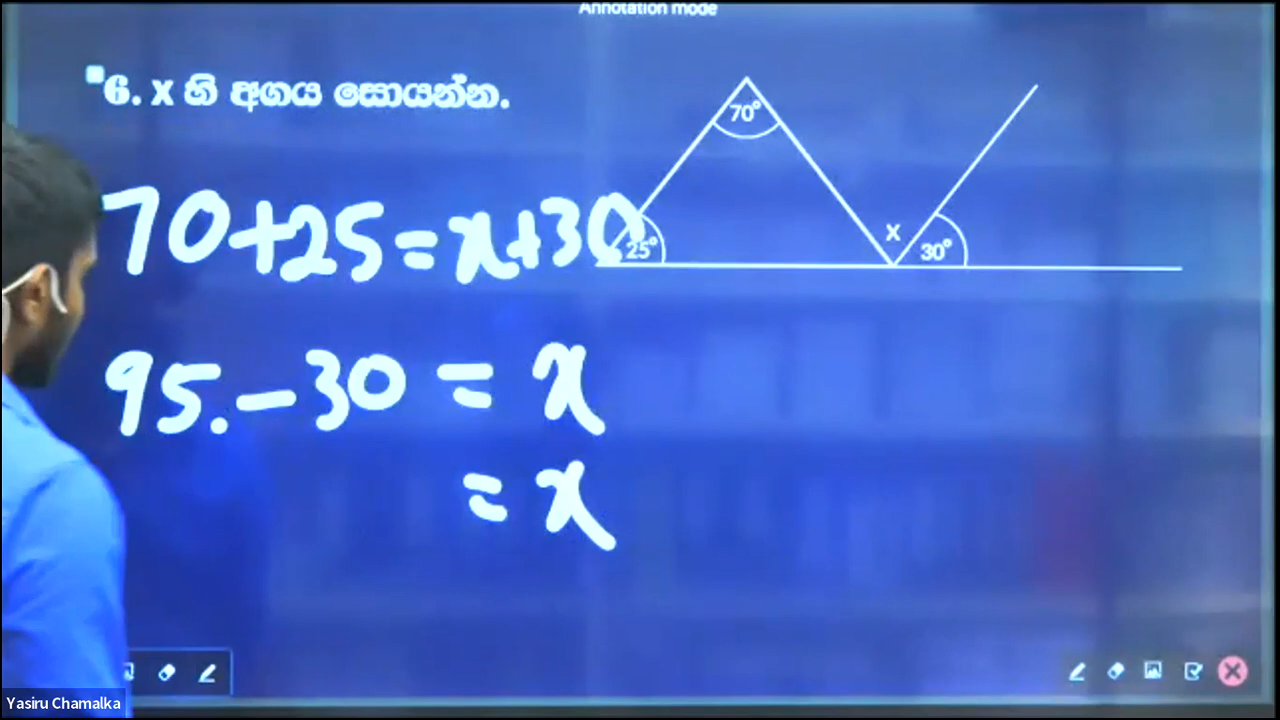 Annotation mode
6. x හි අගය සොයන්න.
70°
x
25°
30°
70+25=x+30
95.-30 = x
= x
Yasiru Chamalka